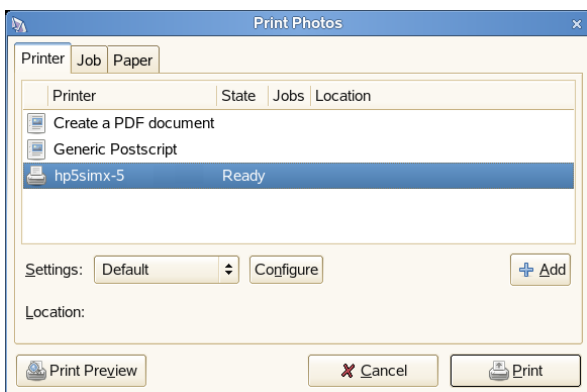 Print Photos
Printer Job Paper
Printer State Jobs Location
Create a PDF document
Generic Postscript
hp5simx-5 Ready
Settings: Default Configure Add
Location:
Print Preview Cancel Print